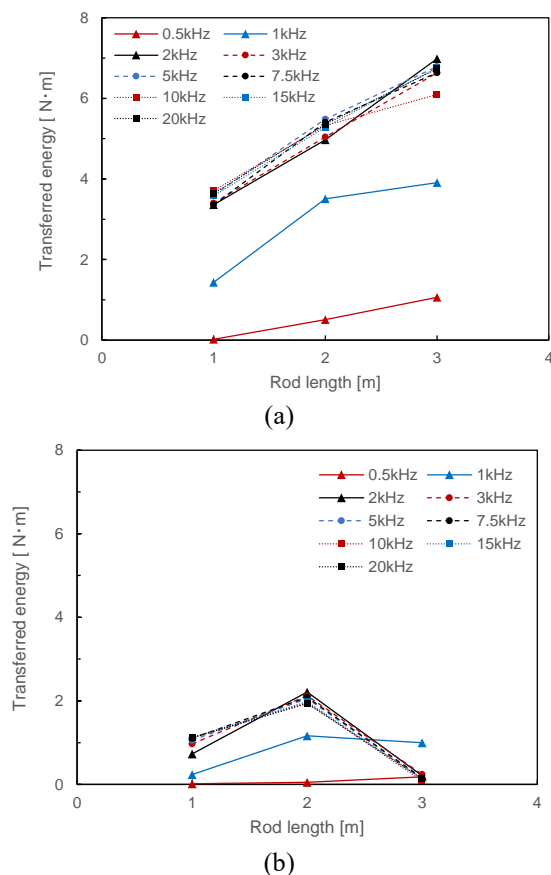 (a)
8
6
4
2
0
0 1 2 3 4
Transferred energy [ N·m]
Rod length [m]
0.5kHz 1kHz
2kHz 3kHz
5kHz 7.5kHz
10kHz 15kHz
20kHz
(b)
8
6
4
2
0
0 1 2 3 4
Transferred energy [ N·m]
Rod length [m]
0.5kHz 1kHz
2kHz 3kHz
5kHz 7.5kHz
10kHz 15kHz
20kHz